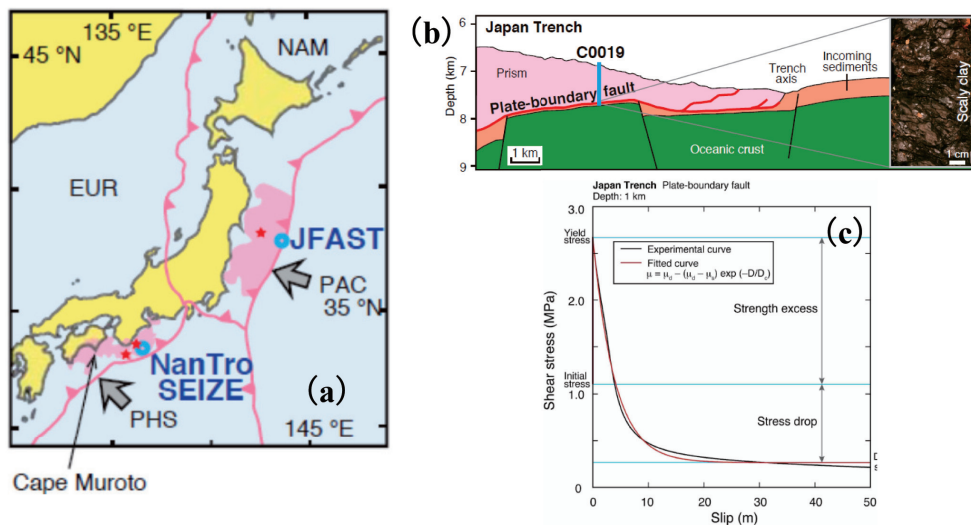 (a)
135 °E
45 °N
NAM
EUR
JFAST
PAC
35 °N
NanTro
SEIZE
PHS
145 °E
Cape Muroto
(b)
Japan Trench
C0019
Prism
Plate-boundary fault
Trench
axis
Incoming
sediments
Oceanic crust
Depth (km)
6
7
8
9
1 km
Scaly clay
1 cm
(c)
Japan Trench Plate-boundary fault
Depth: 1 km
3.0
Yield
stress
2.0
Initial
stress
1.0
0
Shear stress (MPa)
Experimental curve
Fitted curve
μ = μd – (μd – μs) exp (–D/Dc)
Strength excess
Stress drop
D
s
0
10
20
30
40
50
Slip (m)